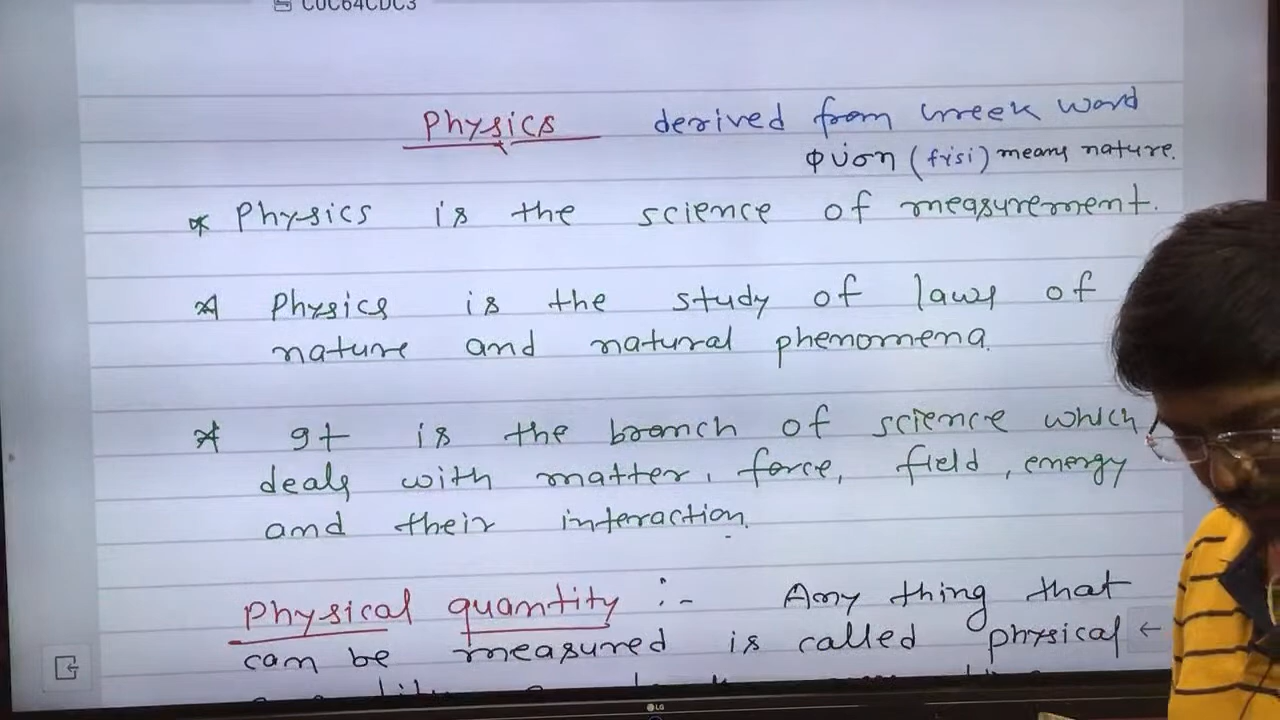 C0C64CDC3
Physics derived from Greek word
φυση (fisi) means nature.
* Physics is the science of measurement.
* Physics is the study of laws of
nature and natural phenomena.
* It is the branch of science which
deals with matter, force, field, energy
and their interaction.
Physical quantity :- Any thing that
can be measured is called physical ←
LG